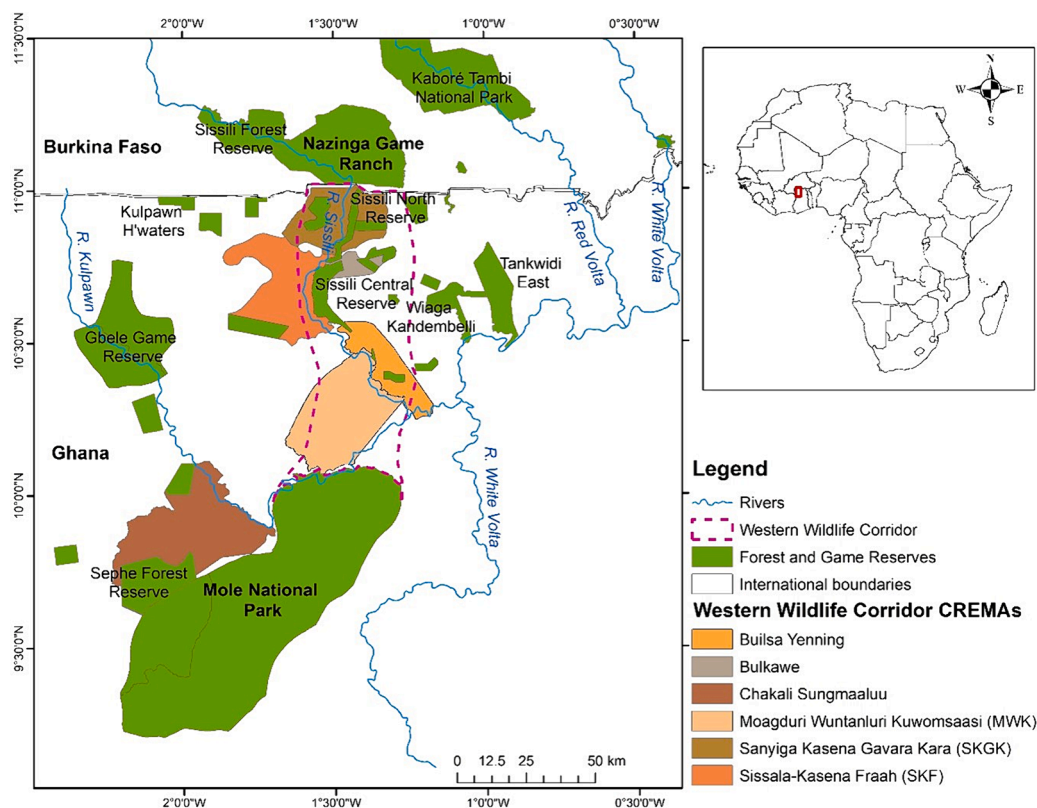 2°0'0"W
1°30'0"W
1°0'0"W
0°30'0"W
11°30'0"N
11°0'0"N
10°30'0"N
10°0'0"N
9°30'0"N
Kaboré Tambi
National Park
Sissili Forest
Reserve
Nazinga Game
Ranch
Burkina Faso
Kulpawn
H'waters
R. Sissili
Sissili North
Reserve
R. Red Volta
R. White Volta
R. Kulpawn
Tankwidi
East
Sissili Central
Reserve
Wiaga
Kandembelli
Gbele Game
Reserve
Ghana
R. White Volta
Sephe Forest
Reserve
Mole National
Park
0 12.5 25 50 km
2°0'0"W
1°30'0"W
1°0'0"W
0°30'0"W
N
W E
S
Legend
Rivers
Western Wildlife Corridor
Forest and Game Reserves
International boundaries
Western Wildlife Corridor CREMAs
Builsa Yenning
Bulkawe
Chakali Sungmaaluu
Moagduri Wuntanluri Kuwomsaasi (MWK)
Sanyiga Kasena Gavara Kara (SKGK)
Sissala-Kasena Fraah (SKF)